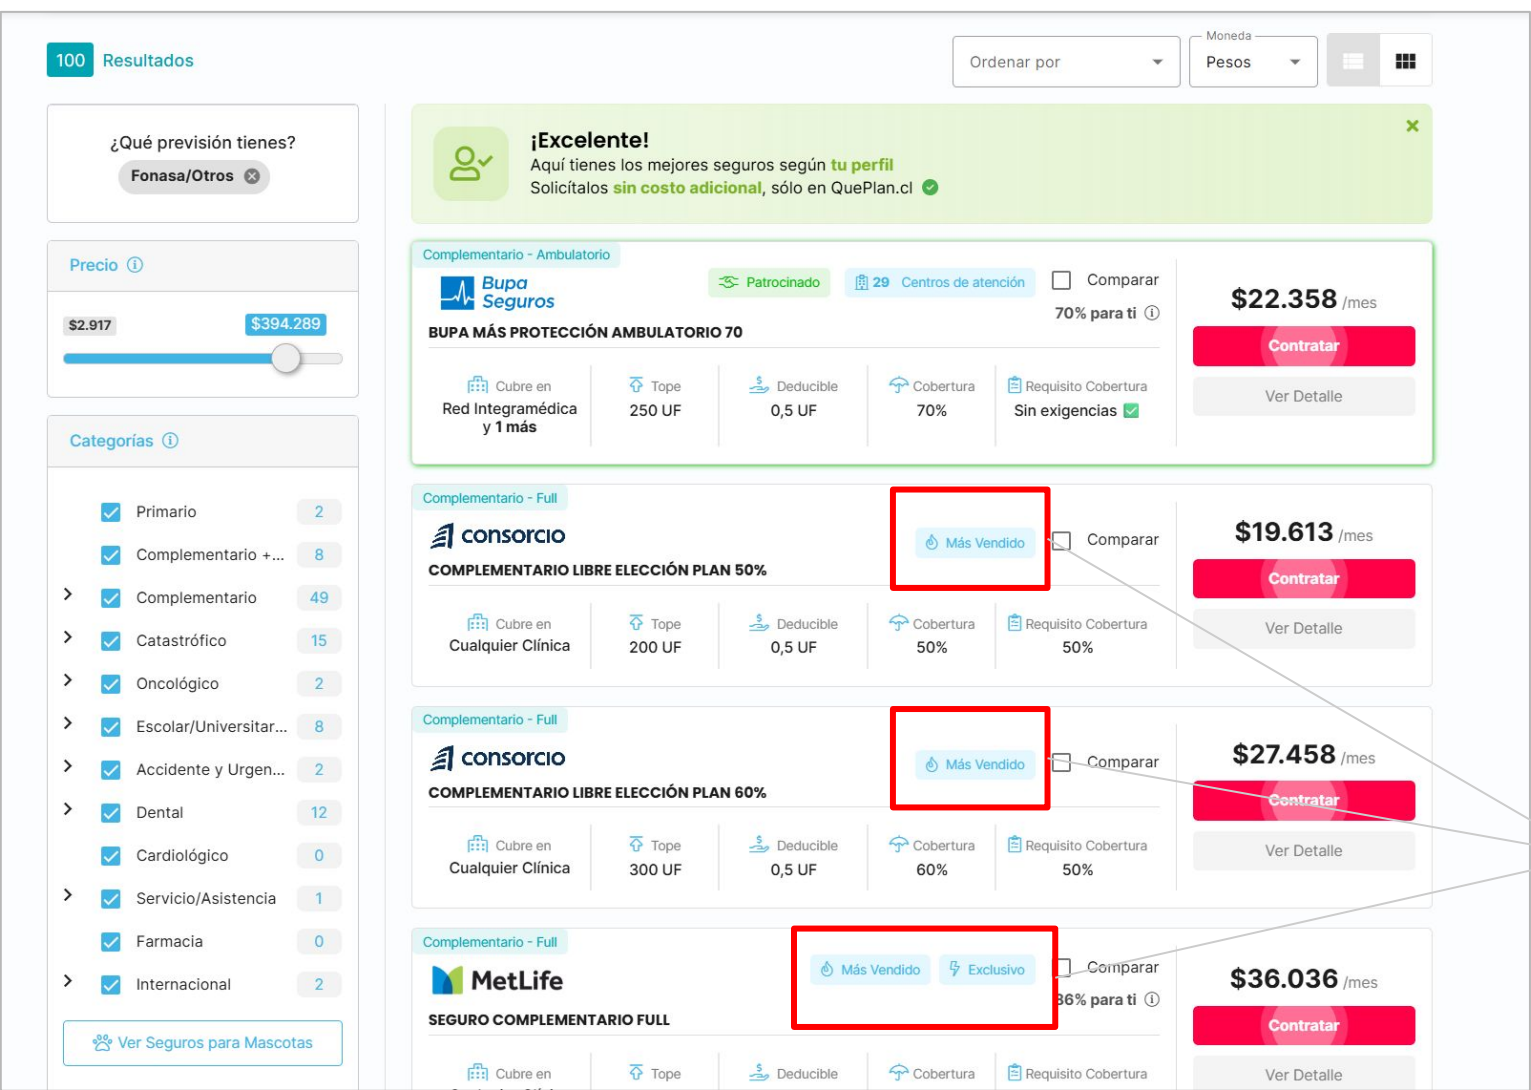 100 Resultados
Ordenar por
Moneda
Pesos
¿Qué previsión tienes?
Fonasa/Otros
Precio
$2.917
$394.289
Categorías
Primario 2
Complementario +... 8
Complementario 49
Catastrófico 15
Oncológico 2
Escolar/Universitar... 8
Accidente y Urgen... 2
Dental 12
Cardiológico 0
Servicio/Asistencia 1
Farmacia 0
Internacional 2
Ver Seguros para Mascotas
¡Excelente!
Aquí tienes los mejores seguros según tu perfil
Solicítalos sin costo adicional, sólo en QuePlan.cl
Complementario - Ambulatorio
Bupa
Seguros
Patrocinado
29 Centros de atención
Comparar
70% para ti
BUPA MÁS PROTECCIÓN AMBULATORIO 70
Cubre en
Red Integramédica
y 1 más
Tope
250 UF
Deducible
0,5 UF
Cobertura
70%
Requisito Cobertura
Sin exigencias
$22.358 /mes
Contratar
Ver Detalle
Complementario - Full
consorcio
Más Vendido
Comparar
COMPLEMENTARIO LIBRE ELECCIÓN PLAN 50%
Cubre en
Cualquier Clínica
Tope
200 UF
Deducible
0,5 UF
Cobertura
50%
Requisito Cobertura
50%
$19.613 /mes
Contratar
Ver Detalle
Complementario - Full
consorcio
Más Vendido
Comparar
COMPLEMENTARIO LIBRE ELECCIÓN PLAN 60%
Cubre en
Cualquier Clínica
Tope
300 UF
Deducible
0,5 UF
Cobertura
60%
Requisito Cobertura
50%
$27.458 /mes
Contratar
Ver Detalle
Complementario - Full
MetLife
Más Vendido
Exclusivo
Comparar
36% para ti
SEGURO COMPLEMENTARIO FULL
Cubre en
Tope
Deducible
Cobertura
Requisito Cobertura
$36.036 /mes
Contratar
Ver Detalle